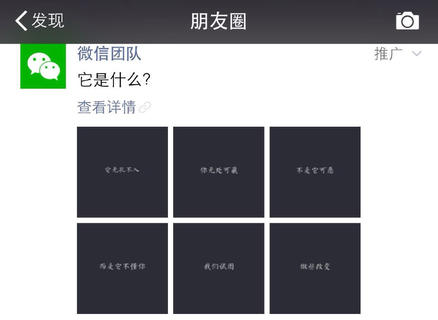 发现
朋友圈
微信团队
推广
它是什么?
查看详情
它无孔不入
你无处可藏
不是它可恶
而是它不懂你
我们试图
做些改变